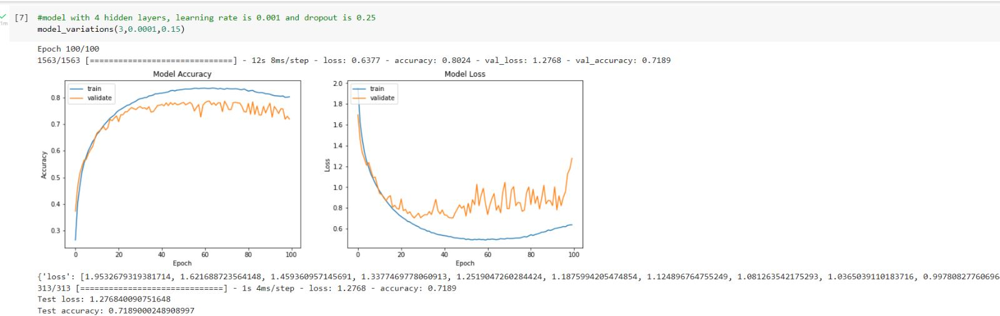 [7] #model with 4 hidden layers, learning rate is 0.001 and dropout is 0.25
model_variations(3,0.0001,0.15)
1m
Epoch 100/100
1563/1563 [==============================] - 12s 8ms/step - loss: 0.6377 - accuracy: 0.8024 - val_loss: 1.2768 - val_accuracy: 0.7189
Model Accuracy
train
validate
0.8
0.7
0.6
0.5
0.4
0.3
Accuracy
0 20 40 60 80 100
Epoch
Model Loss
train
validate
2.0
1.8
1.6
1.4
1.2
1.0
0.8
0.6
Loss
0 20 40 60 80 100
Epoch
{'loss': [1.9532679319381714, 1.621688723564148, 1.459360957145691, 1.3377469778060913, 1.2519047260284424, 1.1875994205474854, 1.124896764755249, 1.081263542175293, 1.0365039110183716, 0.997808277606964
313/313 [==============================] - 1s 4ms/step - loss: 1.2768 - accuracy: 0.7189
Test loss: 1.276840090751648
Test accuracy: 0.7189000248908997